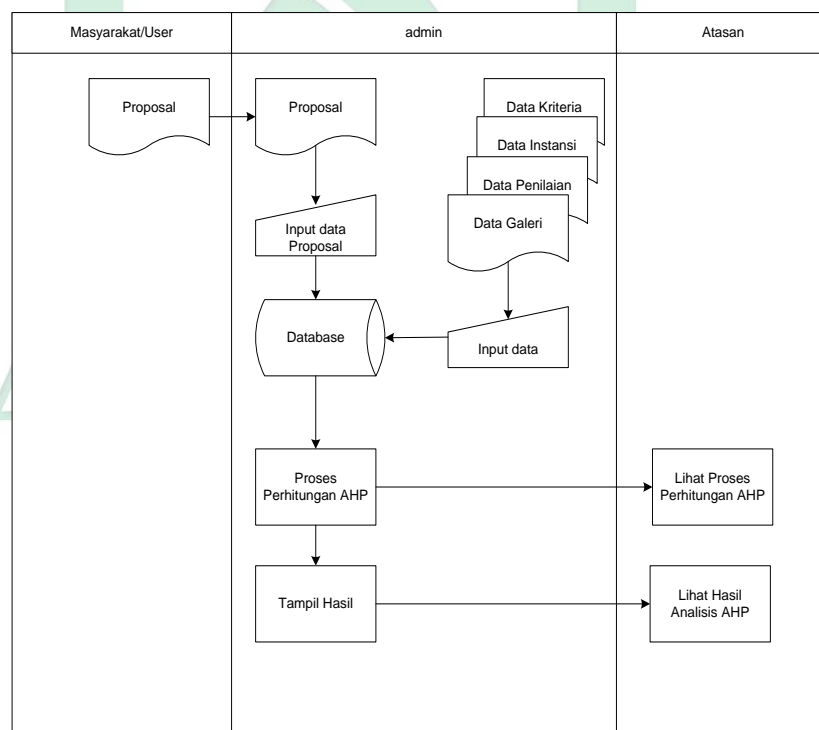 Masyarakat/User
admin
Atasan
Proposal
Proposal
Data Kriteria
Data Instansi
Data Penilaian
Data Galeri
Input data
Proposal
Database
Input data
Proses
Perhitungan AHP
Lihat Proses
Perhitungan AHP
Tampil Hasil
Lihat Hasil
Analisis AHP